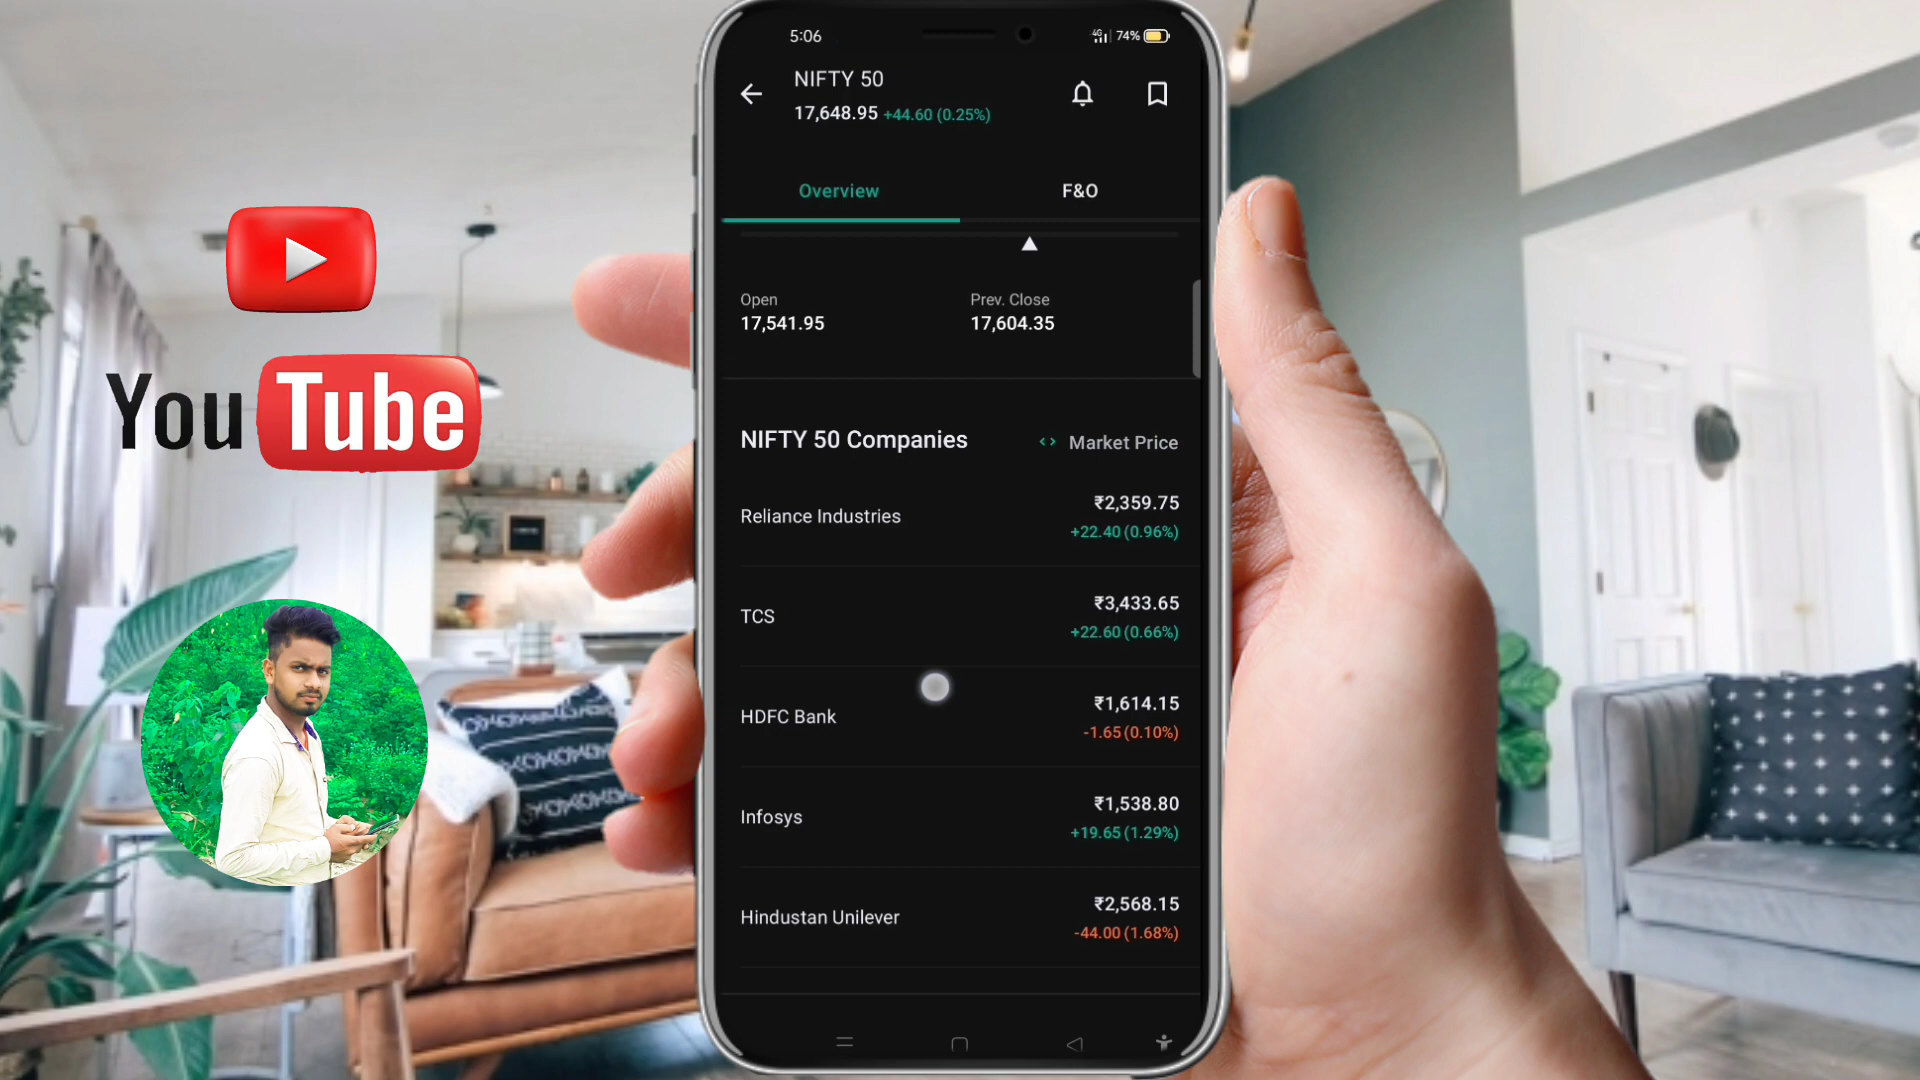 5:06
4G 74%
NIFTY 50
17,648.95 +44.60 (0.25%)
Overview
F&O
Open
Prev. Close
17,541.95
17,604.35
NIFTY 50 Companies
<> Market Price
Reliance Industries
₹2,359.75
+22.40 (0.96%)
TCS
₹3,433.65
+22.60 (0.66%)
HDFC Bank
₹1,614.15
-1.65 (0.10%)
Infosys
₹1,538.80
+19.65 (1.29%)
Hindustan Unilever
₹2,568.15
-44.00 (1.68%)
YouTube